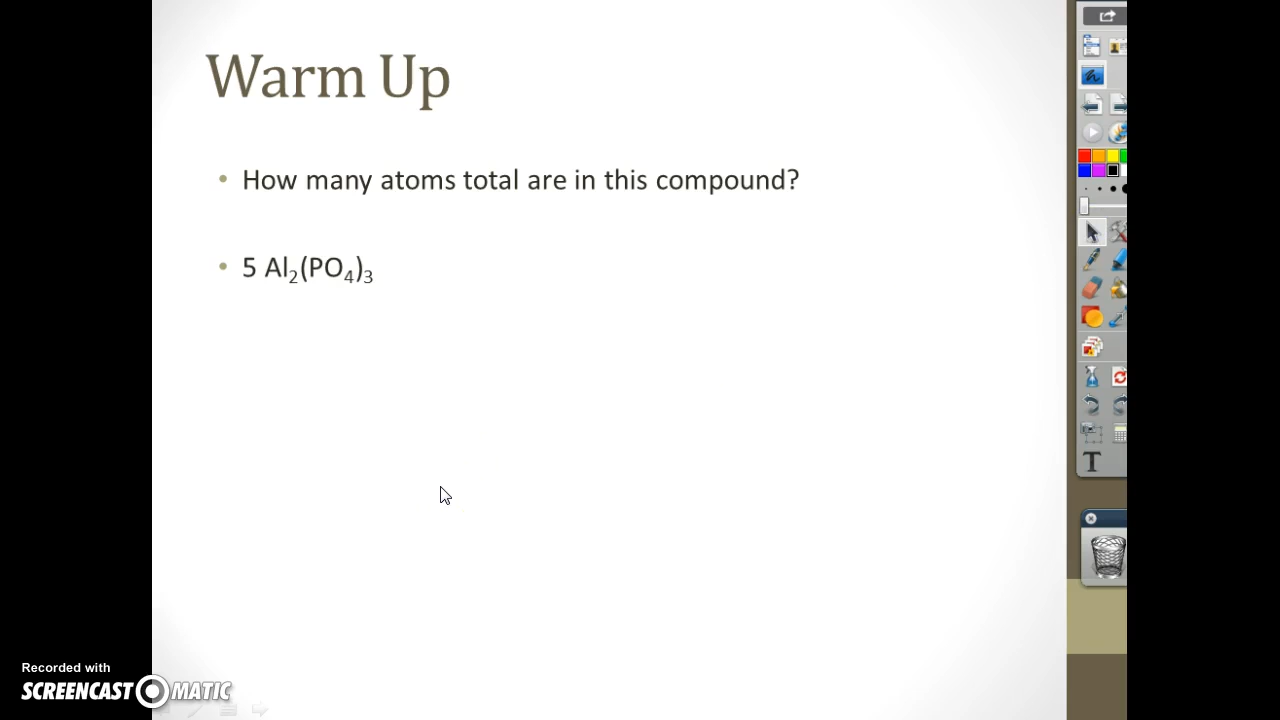 Warm Up
• How many atoms total are in this compound?
• 5 Al₂(PO₄)₃
T
Recorded with
SCREENCAST O MATIC